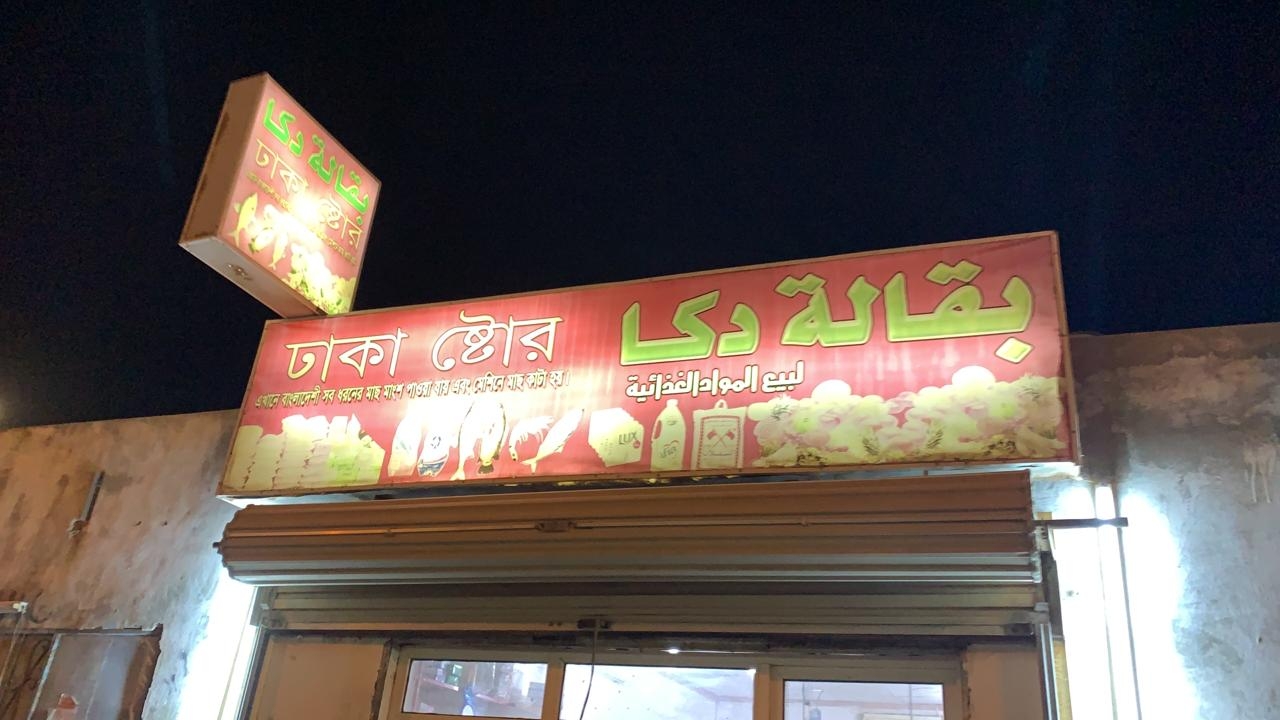 بقالة دكا
ঢাকা ষ্টোর
ঢাকা ষ্টোর
بقالة دكا
এখানে বাংলাদেশী সব ধরনের মাছ মাংশ পাওয়া যায় এবং মেশিনে মাছ কাটা হয়।
لبيع المواد الغذائية
LUX